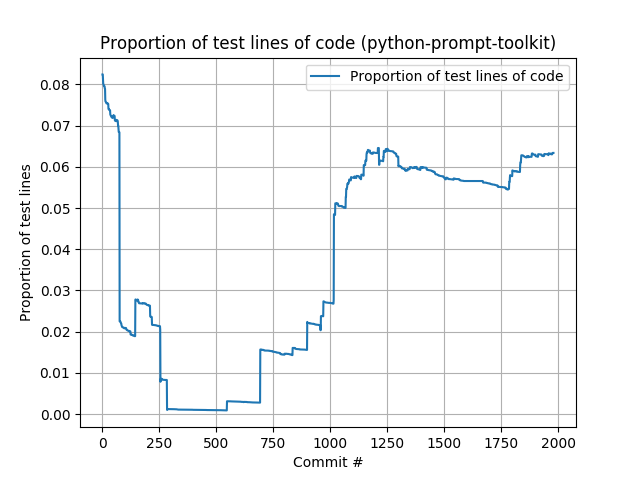 Proportion of test lines of code (python-prompt-toolkit)
Proportion of test lines of code
Proportion of test lines
0.08
0.07
0.06
0.05
0.04
0.03
0.02
0.01
0.00
0 250 500 750 1000 1250 1500 1750 2000
Commit #